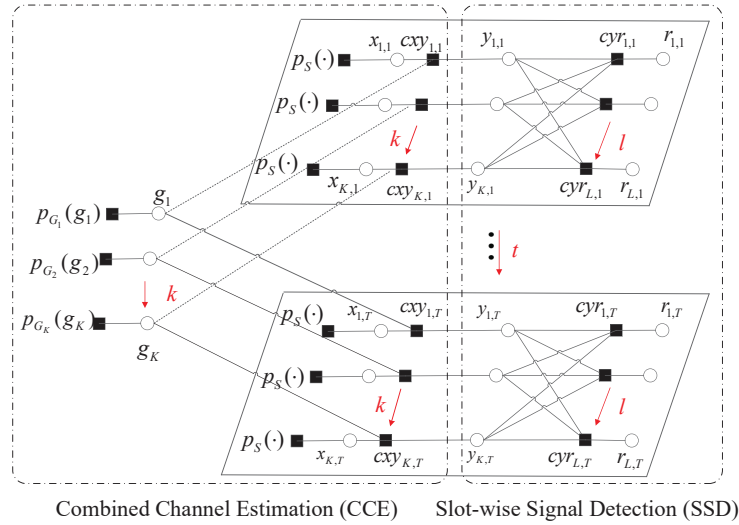 x_{1,1} cxy_{1,1} y_{1,1} cyr_{1,1} r_{1,1}
p_S(·)
p_S(·)
k l
p_S(·)
x_{K,1} cxy_{K,1} y_{K,1} cyr_{L,1} r_{L,1}
g_1
p_{G_1}(g_1)
t
p_{G_2}(g_2)
k
p_{G_K}(g_K)
g_K
x_{1,T} cxy_{1,T} y_{1,T} cyr_{1,T} r_{1,T}
p_S(·)
p_S(·)
k l
p_S(·)
x_{K,T} cxy_{K,T} y_{K,T} cyr_{L,T} r_{L,T}
Combined Channel Estimation (CCE) Slot-wise Signal Detection (SSD)